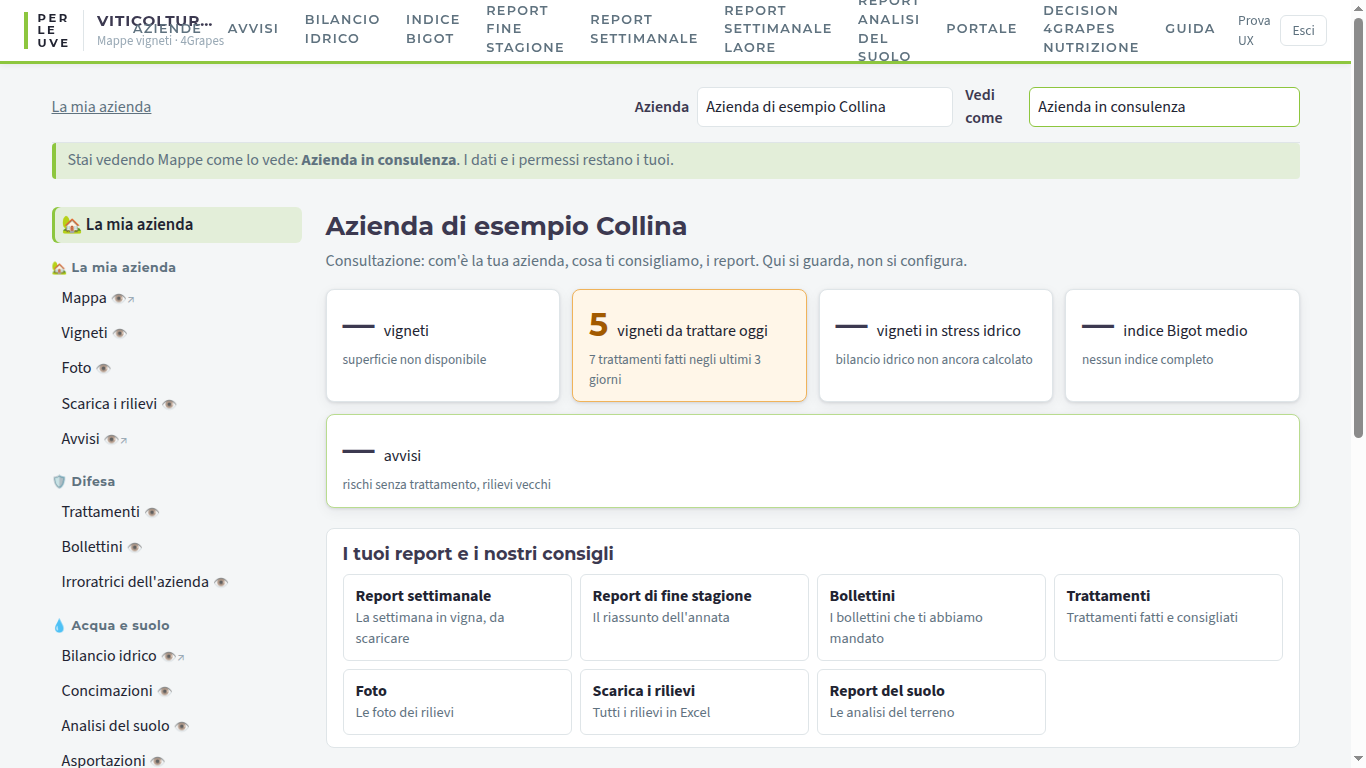 PER
LE
UVE
VITICOLTUR...
Mappe vigneti · 4Grapes
AZIENDE
AVVISI
BILANCIO
IDRICO
INDICE
BIGOT
REPORT
FINE
STAGIONE
REPORT
SETTIMANALE
REPORT
SETTIMANALE
LAORE
REPORT
ANALISI
DEL
SUOLO
PORTALE
DECISION
4GRAPES
NUTRIZIONE
GUIDA
Prova
UX
Esci
La mia azienda
Azienda
Azienda di esempio Collina
Vedi
come
Azienda in consulenza
Stai vedendo Mappe come lo vede: Azienda in consulenza. I dati e i permessi restano i tuoi.
La mia azienda
La mia azienda
Mappa
Vigneti
Foto
Scarica i rilievi
Avvisi
Difesa
Trattamenti
Bollettini
Irroratrici dell'azienda
Acqua e suolo
Bilancio idrico
Concimazioni
Analisi del suolo
Asportazioni
Azienda di esempio Collina
Consultazione: com'è la tua azienda, cosa ti consigliamo, i report. Qui si guarda, non si configura.
— vigneti
superficie non disponibile
5 vigneti da trattare oggi
7 trattamenti fatti negli ultimi 3
giorni
— vigneti in stress idrico
bilancio idrico non ancora calcolato
— indice Bigot medio
nessun indice completo
— avvisi
rischi senza trattamento, rilievi vecchi
I tuoi report e i nostri consigli
Report settimanale
La settimana in vigna, da
scaricare
Report di fine stagione
Il riassunto dell'annata
Bollettini
I bollettini che ti abbiamo
mandato
Trattamenti
Trattamenti fatti e consigliati
Foto
Le foto dei rilievi
Scarica i rilievi
Tutti i rilievi in Excel
Report del suolo
Le analisi del terreno